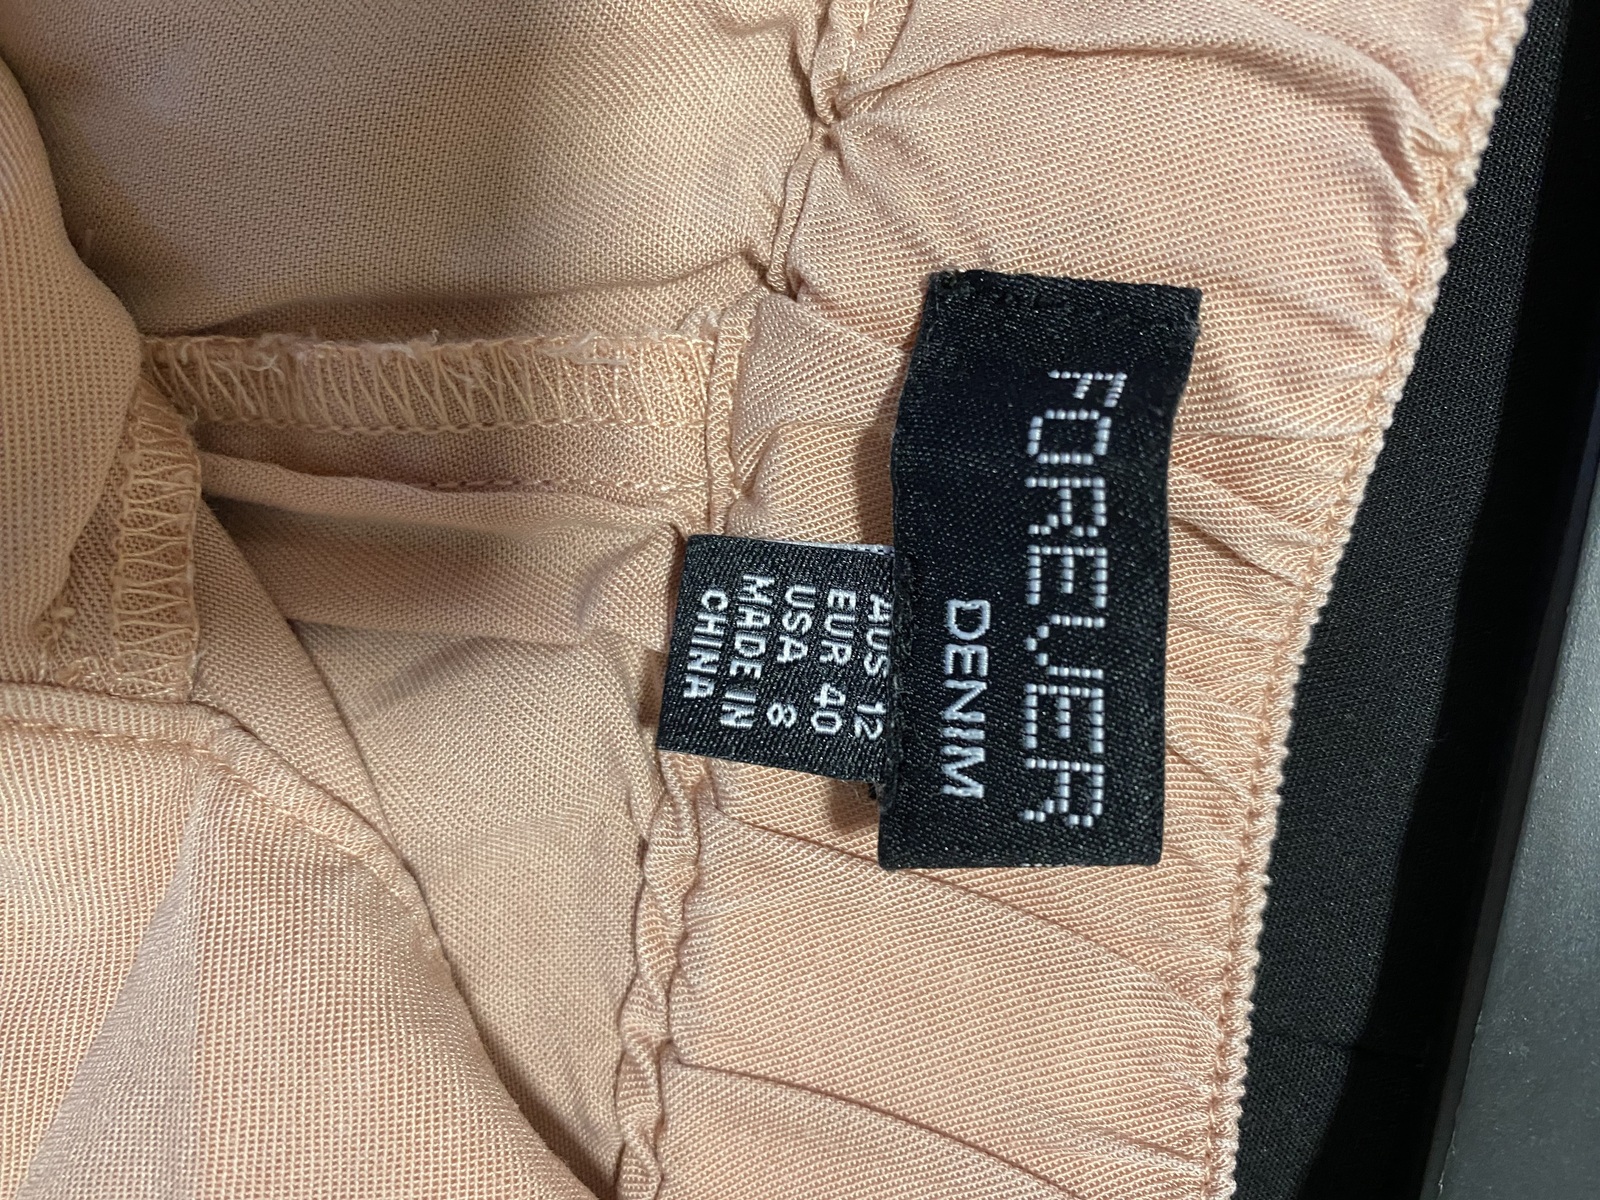 FOREVER
DENIM
AUS 12
EUR 40
USA 8
MADE IN
CHINA